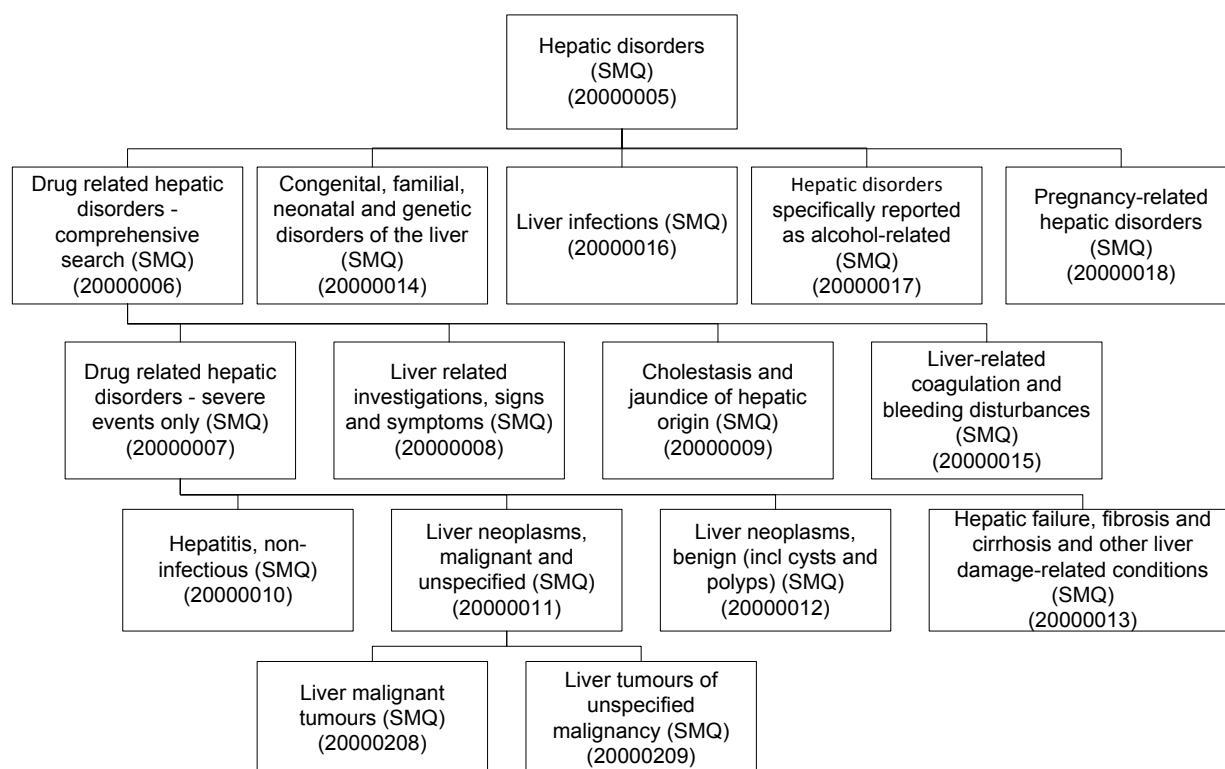 Hepatic disorders
(SMQ)
(20000005)
Drug related hepatic
disorders -
comprehensive
search (SMQ)
(20000006)
Congenital, familial,
neonatal and genetic
disorders of the liver
(SMQ)
(20000014)
Liver infections (SMQ)
(20000016)
Hepatic disorders
specifically reported
as alcohol-related
(SMQ)
(20000017)
Pregnancy-related
hepatic disorders
(SMQ)
(20000018)
Drug related hepatic
disorders - severe
events only (SMQ)
(20000007)
Liver related
investigations, signs
and symptoms (SMQ)
(20000008)
Cholestasis and
jaundice of hepatic
origin (SMQ)
(20000009)
Liver-related
coagulation and
bleeding disturbances
(SMQ)
(20000015)
Hepatitis, non-
infectious (SMQ)
(20000010)
Liver neoplasms,
malignant and
unspecified (SMQ)
(20000011)
Liver neoplasms,
benign (incl cysts and
polyps) (SMQ)
(20000012)
Hepatic failure, fibrosis and
cirrhosis and other liver
damage-related conditions
(SMQ)
(20000013)
Liver malignant
tumours (SMQ)
(20000208)
Liver tumours of
unspecified
malignancy (SMQ)
(20000209)